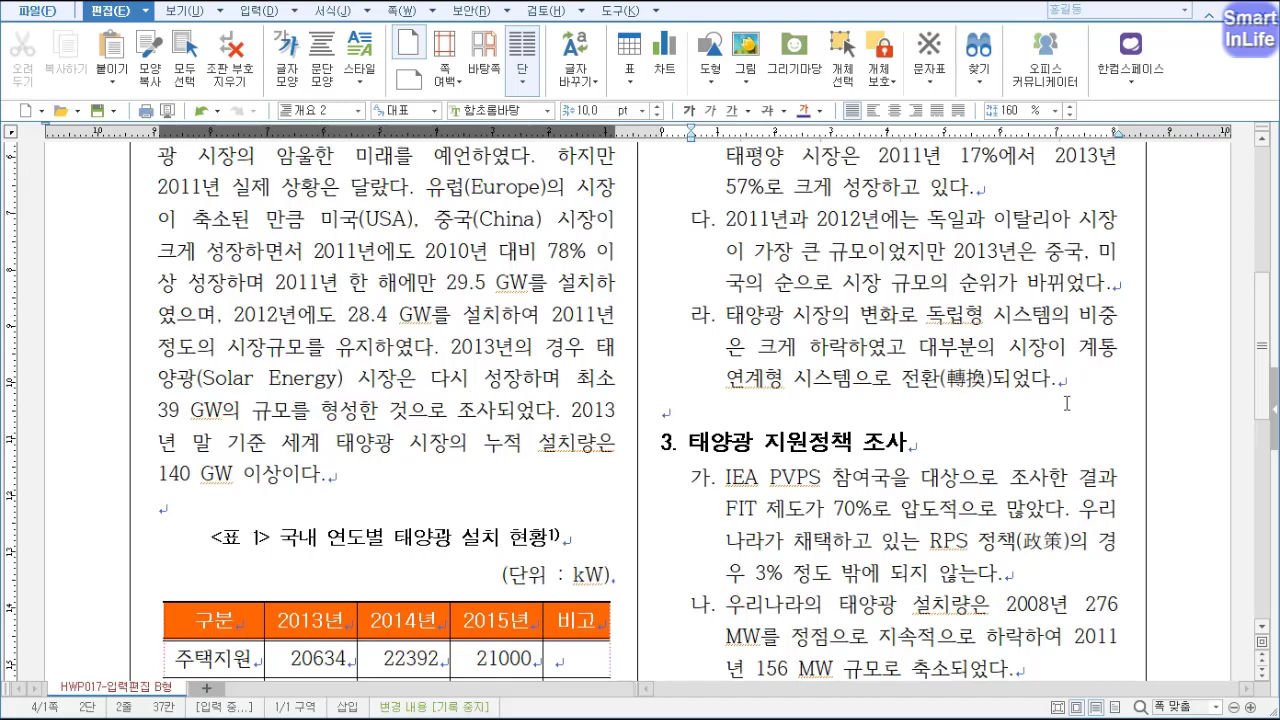 파일(F) 편집(E) 보기(U) 입력(D) 서식(J) 쪽(W) 보안(R) 검토(H) 도구(K) 홍길동
Smart
InLife
오려
두기
복사하기
붙이기
모양
복사
모두
선택
조판 부호
지우기
글자
모양
문단
모양
스타일
쪽
여백
바탕쪽
단
글자
바꾸기
표
차트
도형
그림
그리기마당
개체
선택
개체
보호
문자표
찾기
오피스
커뮤니케이터
한컴스페이스
개요 2 대표 함초롬바탕 10.0 pt 가 가 가 가 가 160 %
광 시장의 암울한 미래를 예언하였다. 하지만
2011년 실제 상황은 달랐다. 유럽(Europe)의 시장
이 축소된 만큼 미국(USA), 중국(China) 시장이
크게 성장하면서 2011년에도 2010년 대비 78% 이
상 성장하며 2011년 한 해에만 29.5 GW를 설치하
였으며, 2012년에도 28.4 GW를 설치하여 2011년
정도의 시장규모를 유지하였다. 2013년의 경우 태
양광(Solar Energy) 시장은 다시 성장하며 최소
39 GW의 규모를 형성한 것으로 조사되었다. 2013
년 말 기준 세계 태양광 시장의 누적 설치량은
140 GW 이상이다.
<표 1> 국내 연도별 태양광 설치 현황1)
(단위 : kW)
구분 2013년 2014년 2015년 비고
주택지원 20634 22392 21000
태평양 시장은 2011년 17%에서 2013년
57%로 크게 성장하고 있다.
다. 2011년과 2012년에는 독일과 이탈리아 시장
이 가장 큰 규모이었지만 2013년은 중국, 미
국의 순으로 시장 규모의 순위가 바뀌었다.
라. 태양광 시장의 변화로 독립형 시스템의 비중
은 크게 하락하였고 대부분의 시장이 계통
연계형 시스템으로 전환(轉換)되었다.
3. 태양광 지원정책 조사
가. IEA PVPS 참여국을 대상으로 조사한 결과
FIT 제도가 70%로 압도적으로 많았다. 우리
나라가 채택하고 있는 RPS 정책(政策)의 경
우 3% 정도 밖에 되지 않는다.
나. 우리나라의 태양광 설치량은 2008년 276
MW를 정점으로 지속적으로 하락하여 2011
년 156 MW 규모로 축소되었다.
HWP017-입력편집 B형
4/1쪽 2단 2줄 37칸 [입력 중...] 1/1 구역 삽입 변경 내용 [기록 중지] 폭 맞춤